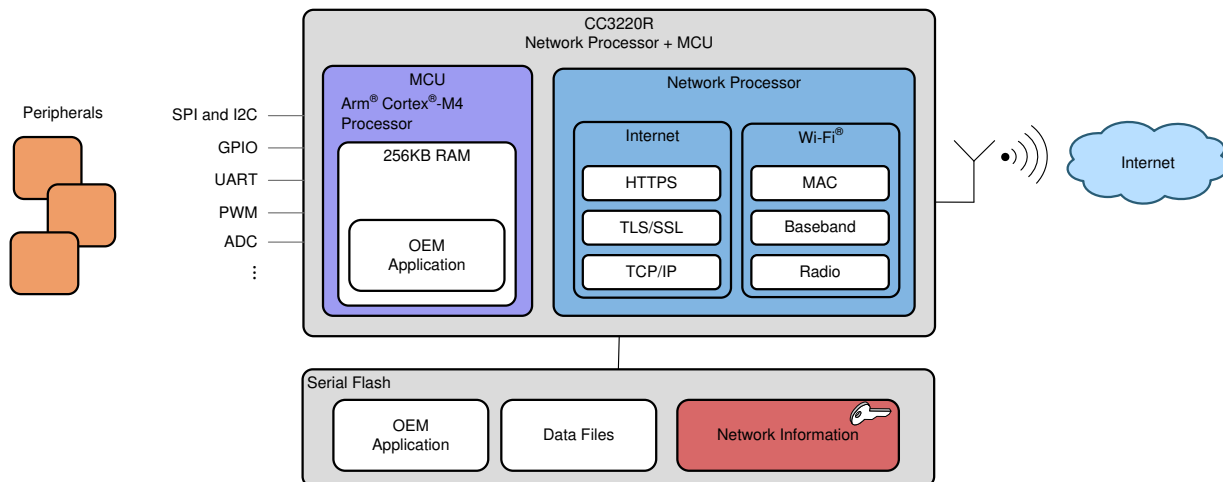 CC3220R
Network Processor + MCU
MCU
Arm® Cortex®-M4
Processor
256KB RAM
OEM
Application
Network Processor
Internet
HTTPS
TLS/SSL
TCP/IP
Wi-Fi®
MAC
Baseband
Radio
Peripherals
SPI and I2C
GPIO
UART
PWM
ADC
Internet
Serial Flash
OEM
Application
Data Files
Network Information